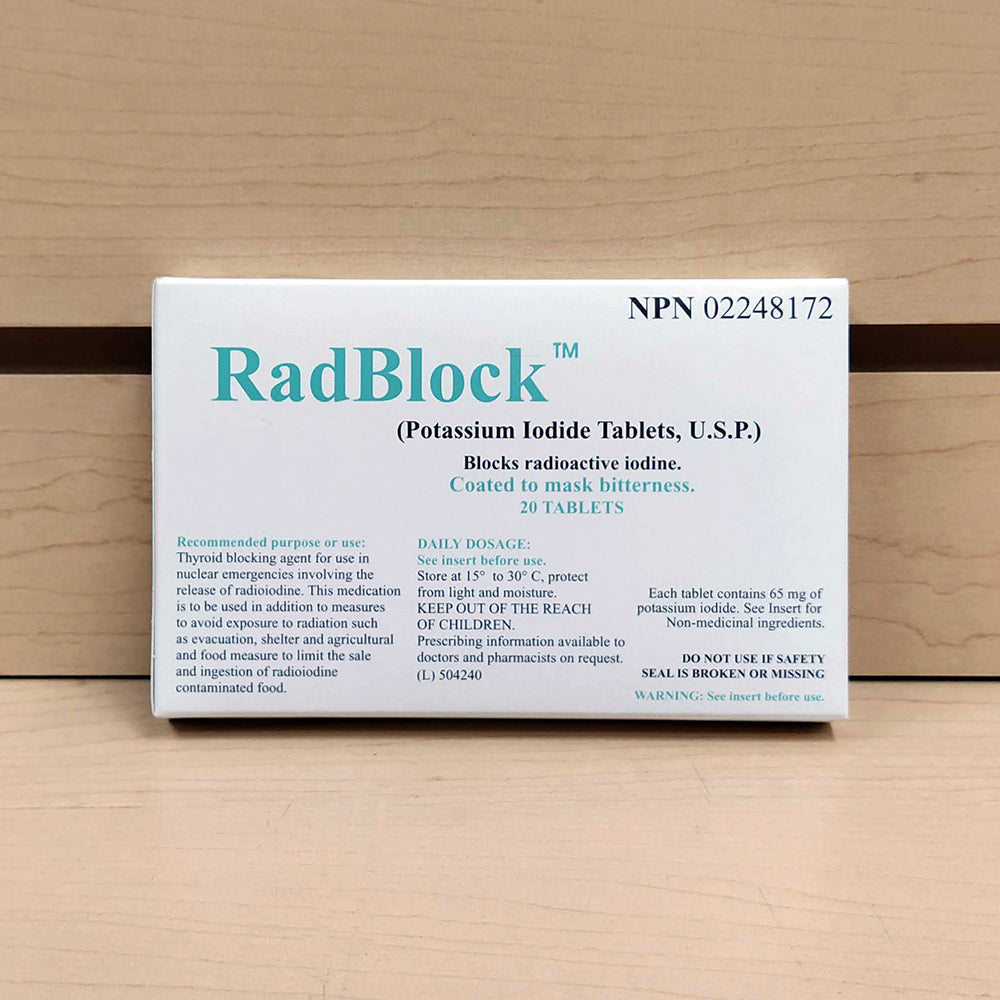 NPN 02248172
RadBlock™
(Potassium Iodide Tablets, U.S.P.)
Blocks radioactive iodine.
Coated to mask bitterness.
20 TABLETS
Recommended purpose or use:
Thyroid blocking agent for use in
nuclear emergencies involving the
release of radioiodine. This medication
is to be used in addition to measures
to avoid exposure to radiation such
as evacuation, shelter and agricultural
and food measure to limit the sale
and ingestion of radioiodine
contaminated food.
DAILY DOSAGE:
See insert before use.
Store at 15° to 30° C, protect
from light and moisture.
KEEP OUT OF THE REACH
OF CHILDREN.
Prescribing information available to
doctors and pharmacists on request.
(L) 504240
Each tablet contains 65 mg of
potassium iodide. See Insert for
Non-medicinal ingredients.
DO NOT USE IF SAFETY
SEAL IS BROKEN OR MISSING
WARNING: See insert before use.